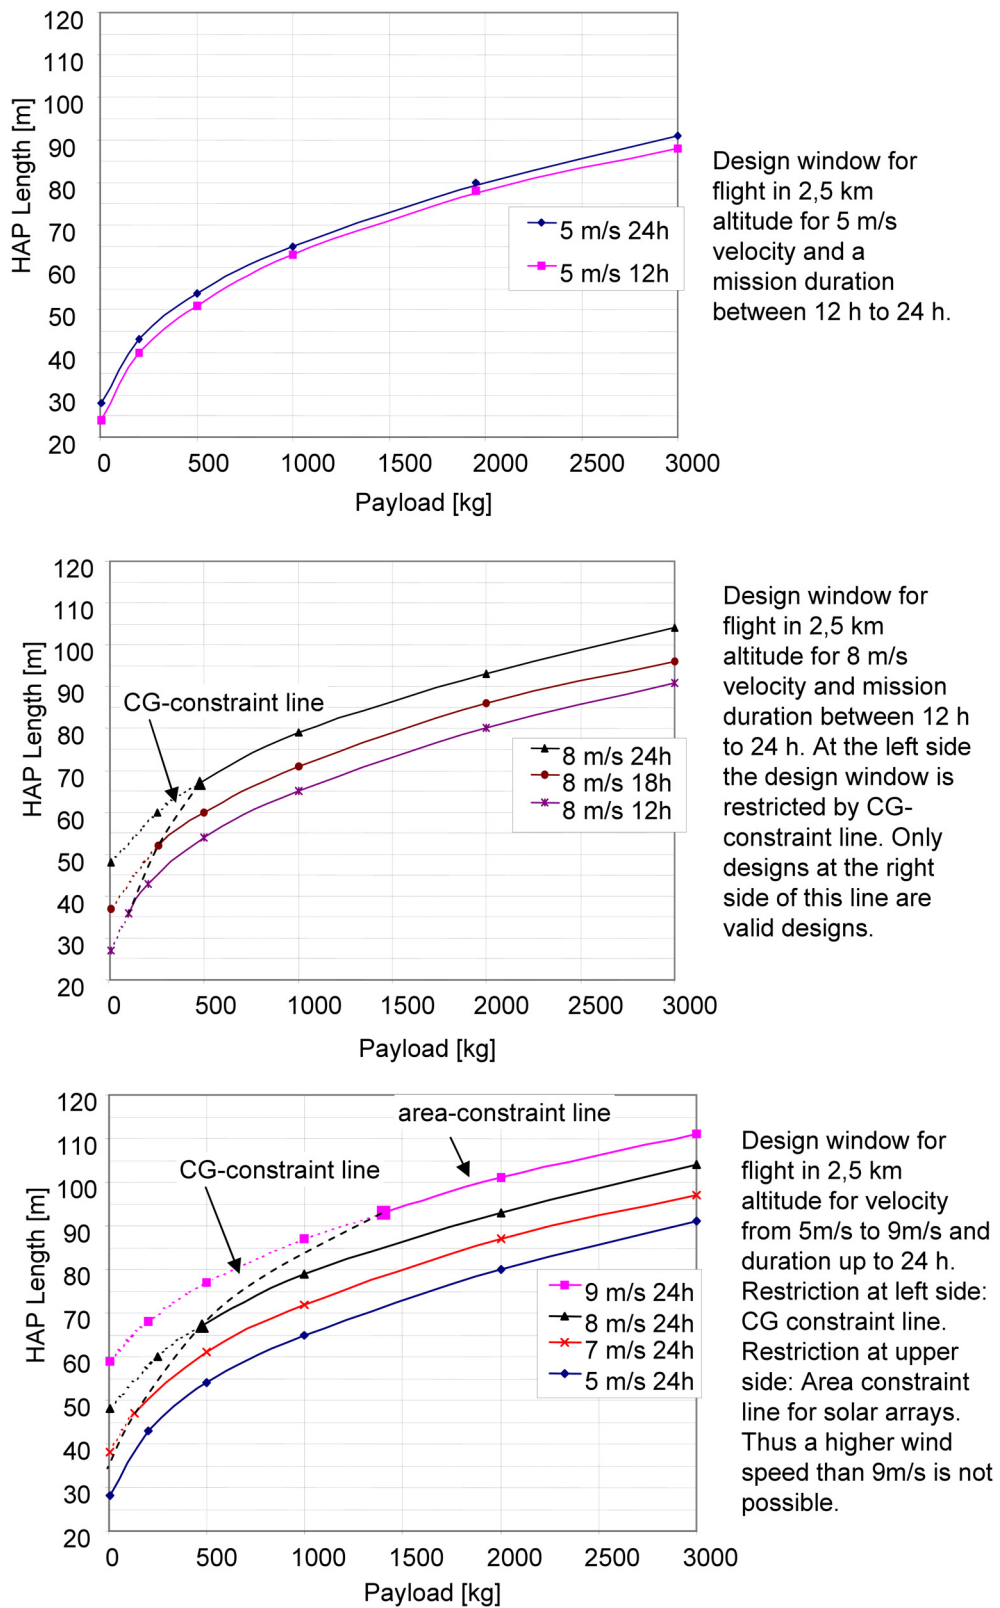 120
110
100
90
80
70
60
50
40
30
20
HAP Length [m]
5 m/s 24h
5 m/s 12h
0 500 1000 1500 2000 2500 3000
Payload [kg]
Design window for
flight in 2,5 km
altitude for 5 m/s
velocity and a
mission duration
between 12 h to 24 h.
120
110
100
90
80
70
60
50
40
30
20
HAP Length [m]
CG-constraint line
8 m/s 24h
8 m/s 18h
8 m/s 12h
0 500 1000 1500 2000 2500 3000
Payload [kg]
Design window for
flight in 2,5 km
altitude for 8 m/s
velocity and mission
duration between 12 h
to 24 h. At the left side
the design window is
restricted by CG-
constraint line. Only
designs at the right
side of this line are
valid designs.
120
110
100
90
80
70
60
50
40
30
20
HAP Length [m]
area-constraint line
CG-constraint line
9 m/s 24h
8 m/s 24h
7 m/s 24h
5 m/s 24h
0 500 1000 1500 2000 2500 3000
Payload [kg]
Design window for
flight in 2,5 km
altitude for velocity
from 5m/s to 9m/s and
duration up to 24 h.
Restriction at left side:
CG constraint line.
Restriction at upper
side: Area constraint
line for solar arrays.
Thus a higher wind
speed than 9m/s is not
possible.